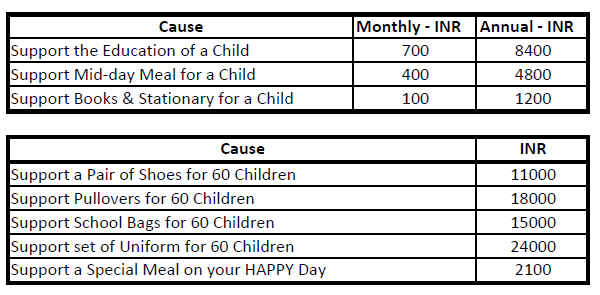 Cause Monthly - INR Annual - INR
Support the Education of a Child 700 8400
Support Mid-day Meal for a Child 400 4800
Support Books & Stationary for a Child 100 1200
Cause INR
Support a Pair of Shoes for 60 Children 11000
Support Pullovers for 60 Children 18000
Support School Bags for 60 Children 15000
Support set of Uniform for 60 Children 24000
Support a Special Meal on your HAPPY Day 2100